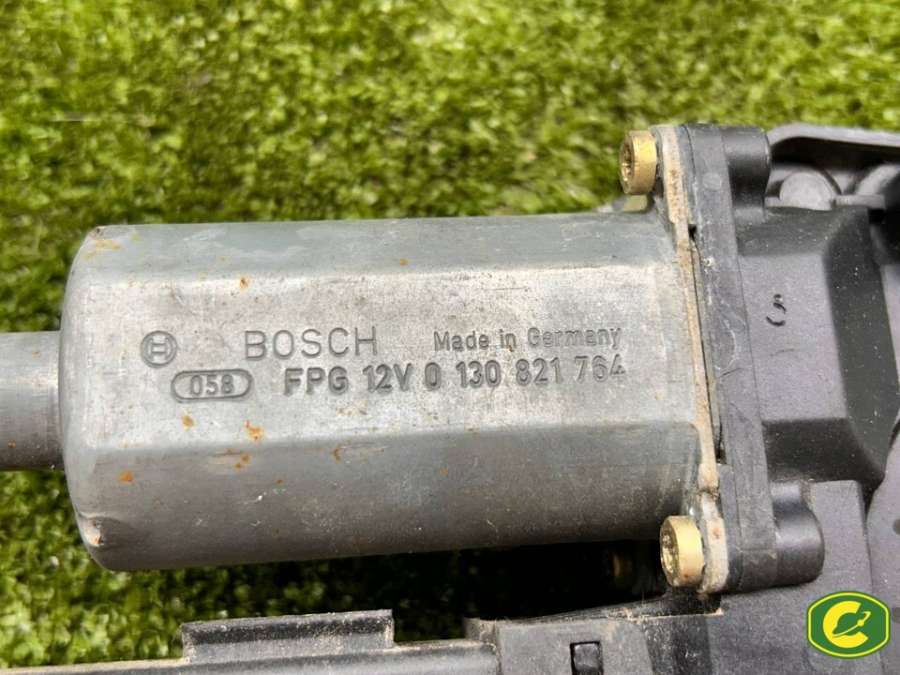 BOSCH Made in Germany
058 FPG 12V 0 130 821 764